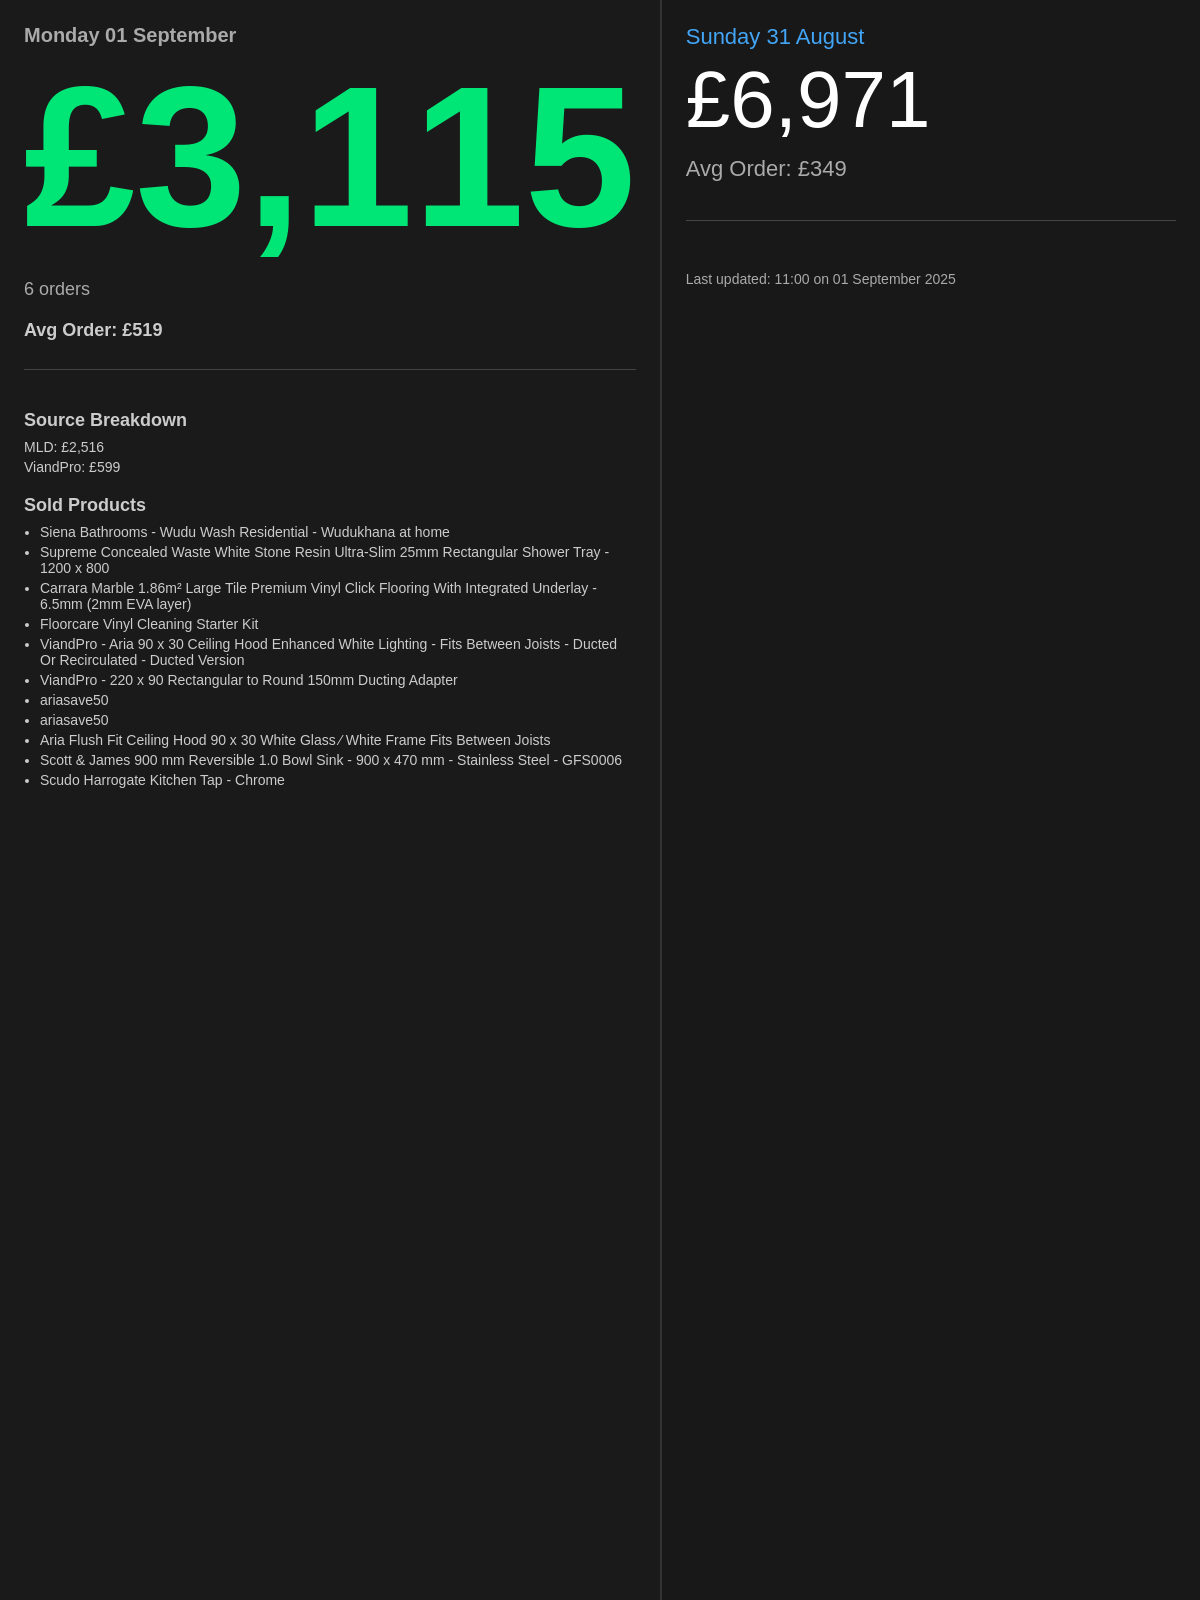 Monday 01 September
£3,115
6 orders
Avg Order: £519
Source Breakdown
MLD: £2,516
ViandPro: £599
Sold Products
• Siena Bathrooms - Wudu Wash Residential - Wudukhana at home
• Supreme Concealed Waste White Stone Resin Ultra-Slim 25mm Rectangular Shower Tray -
1200 x 800
• Carrara Marble 1.86m² Large Tile Premium Vinyl Click Flooring With Integrated Underlay -
6.5mm (2mm EVA layer)
• Floorcare Vinyl Cleaning Starter Kit
• ViandPro - Aria 90 x 30 Ceiling Hood Enhanced White Lighting - Fits Between Joists - Ducted
Or Recirculated - Ducted Version
• ViandPro - 220 x 90 Rectangular to Round 150mm Ducting Adapter
• ariasave50
• ariasave50
• Aria Flush Fit Ceiling Hood 90 x 30 White Glass ⁄ White Frame Fits Between Joists
• Scott & James 900 mm Reversible 1.0 Bowl Sink - 900 x 470 mm - Stainless Steel - GFS0006
• Scudo Harrogate Kitchen Tap - Chrome
Sunday 31 August
£6,971
Avg Order: £349
Last updated: 11:00 on 01 September 2025